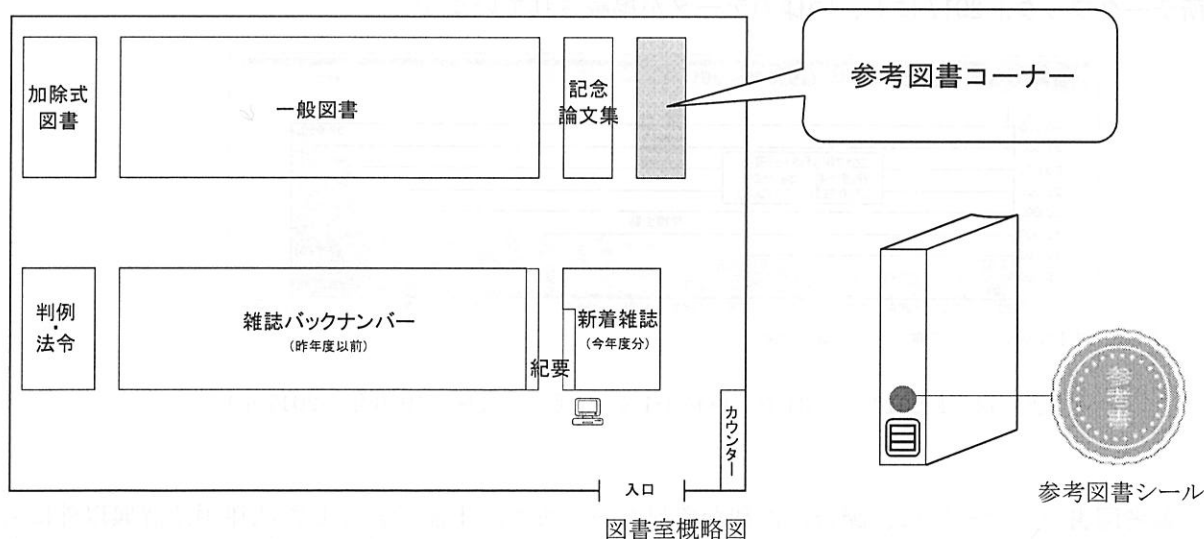 加除式
図書
一般図書
記念
論文集
参考図書コーナー
判例
・
法令
雑誌バックナンバー
(昨年度以前)
紀要
新着雑誌
(今年度分)
カウンター
入口
図書室概略図
参考書
参考図書シール